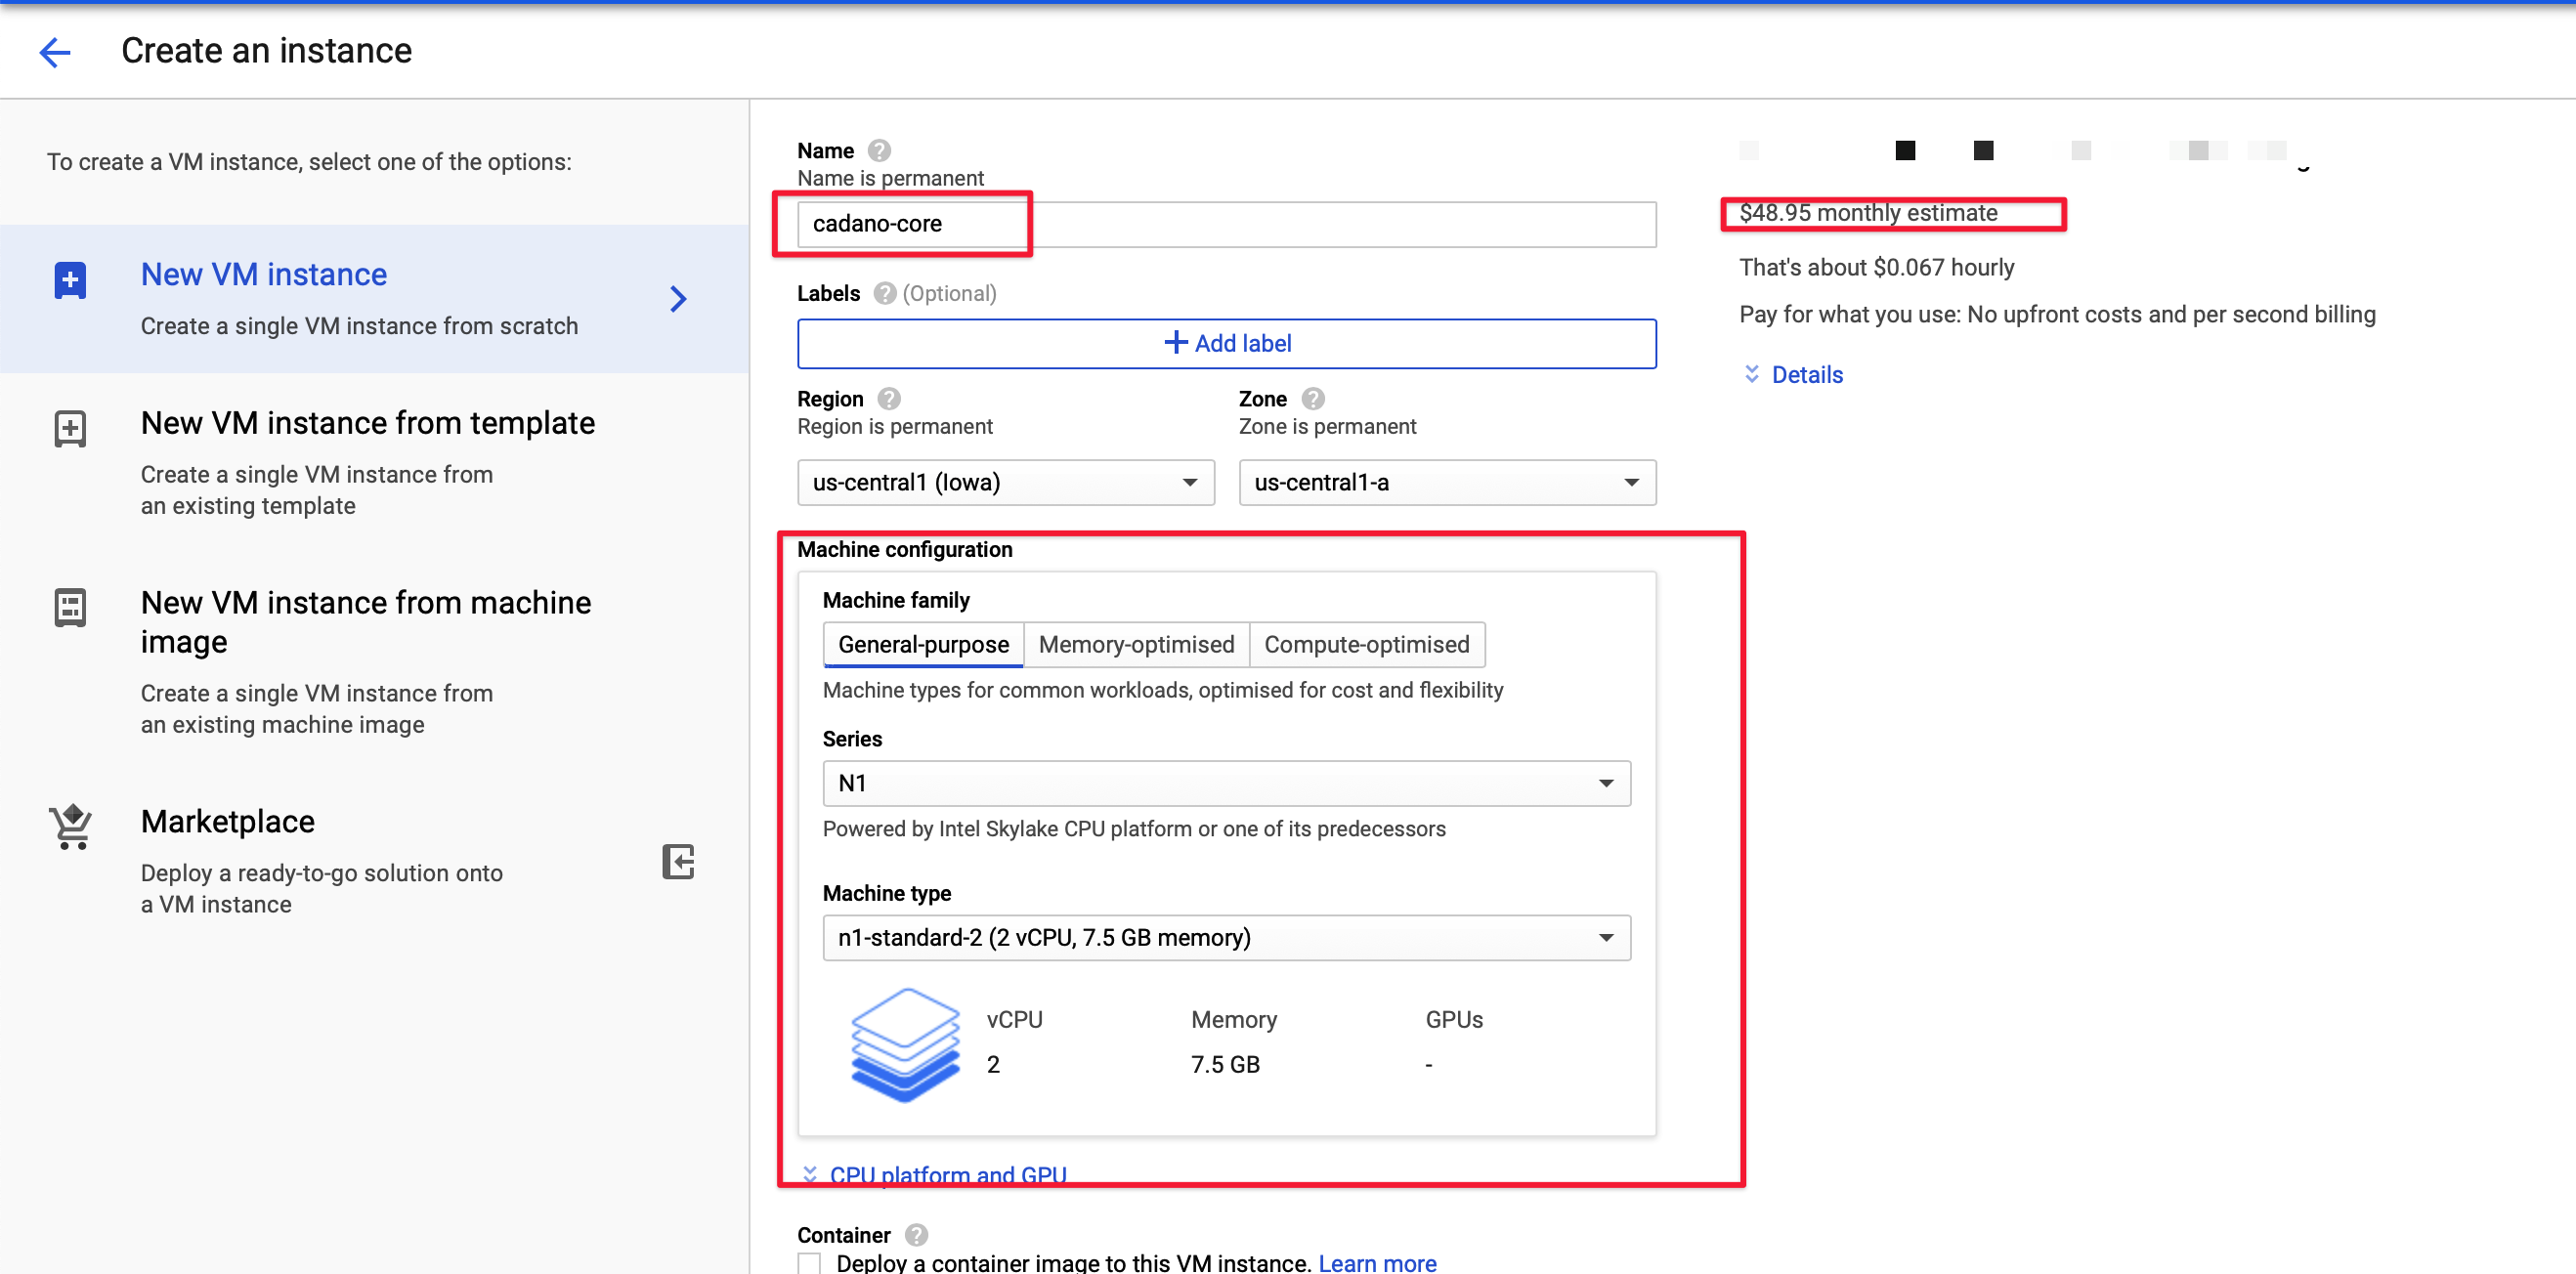 Create an instance
To create a VM instance, select one of the options:
New VM instance
Create a single VM instance from scratch
New VM instance from template
Create a single VM instance from
an existing template
New VM instance from machine
image
Create a single VM instance from
an existing machine image
Marketplace
Deploy a ready-to-go solution onto
a VM instance
Name
Name is permanent
cadano-core
Labels (Optional)
Add label
Region
Region is permanent
us-central1 (Iowa)
Zone
Zone is permanent
us-central1-a
Machine configuration
Machine family
General-purpose
Memory-optimised
Compute-optimised
Machine types for common workloads, optimised for cost and flexibility
Series
N1
Powered by Intel Skylake CPU platform or one of its predecessors
Machine type
n1-standard-2 (2 vCPU, 7.5 GB memory)
vCPU Memory GPUs
2 7.5 GB -
CPU platform and GPU
Container
Deploy a container image to this VM instance. Learn more
$48.95 monthly estimate
That's about $0.067 hourly
Pay for what you use: No upfront costs and per second billing
Details